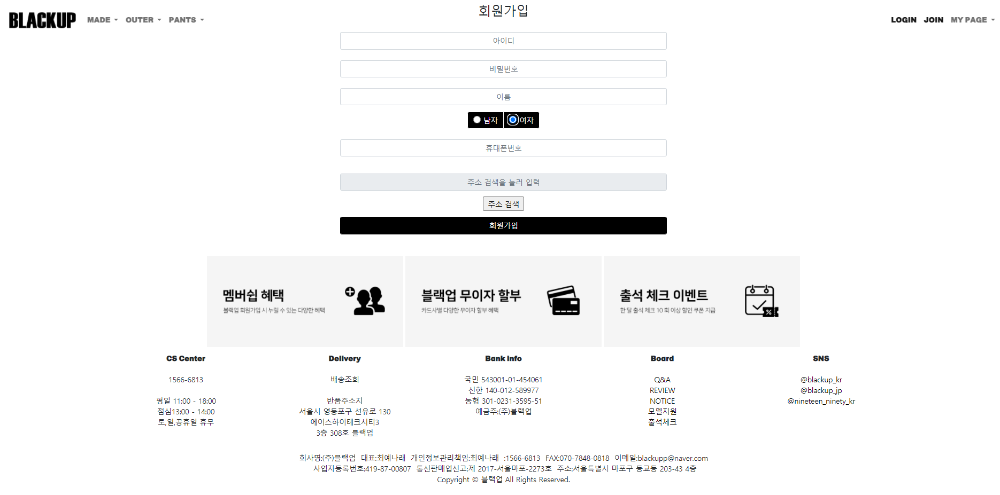 회원가입
BLACKUP MADE OUTER PANTS LOGIN JOIN MY PAGE
아이디
비밀번호
이름
남자 여자
휴대폰번호
주소 검색을 눌러 입력
주소 검색
회원가입
멤버쉽 혜택
블랙업 회원가입 시 누릴 수 있는 다양한 혜택
블랙업 무이자 할부
카드사별 다양한 무이자 할부 혜택
출석 체크 이벤트
한 달 출석 체크 10 회 이상 할인 쿠폰 지급
CS Center
1566-6813
평일 11:00 - 18:00
점심13:00 - 14:00
토,일,공휴일 휴무
Delivery
배송조회
반품주소지
서울시 영등포구 선유로 130
에이스하이테크시티3
3층 308호 블랙업
Bank info
국민 543001-01-454061
신한 140-012-589977
농협 301-0231-3595-51
예금주:(주)블랙업
Board
Q&A
REVIEW
NOTICE
모델지원
출석체크
SNS
@blackup_kr
@blackup_jp
@nineteen_ninety_kr
회사명:(주)블랙업 대표:최예나래 개인정보관리책임:최예나래 :1566-6813 FAX:070-7848-0818 이메일:blackupp@naver.com
사업자등록번호:419-87-00807 통신판매업신고:제 2017-서울마포-2273호 주소:서울특별시 마포구 동교동 203-43 4층
Copyright © 블랙업 All Rights Reserved.